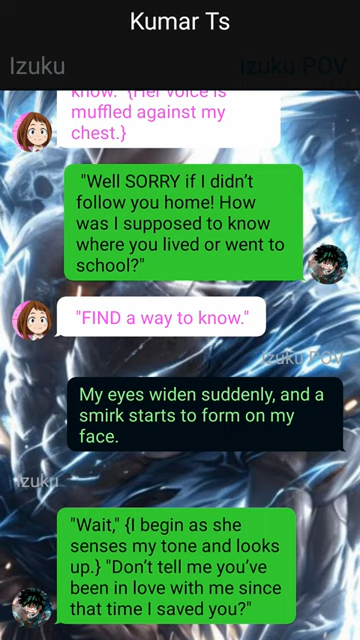 Kumar Ts
Izuku
Izuku POV
know." {Her voice is
muffled against my
chest.}
"Well SORRY if I didn't
follow you home! How
was I supposed to know
where you lived or went to
school?"
"FIND a way to know."
Izuku POV
My eyes widen suddenly, and a
smirk starts to form on my
face.
Izuku
"Wait," {I begin as she
senses my tone and looks
up.} "Don't tell me you've
been in love with me since
that time I saved you?"